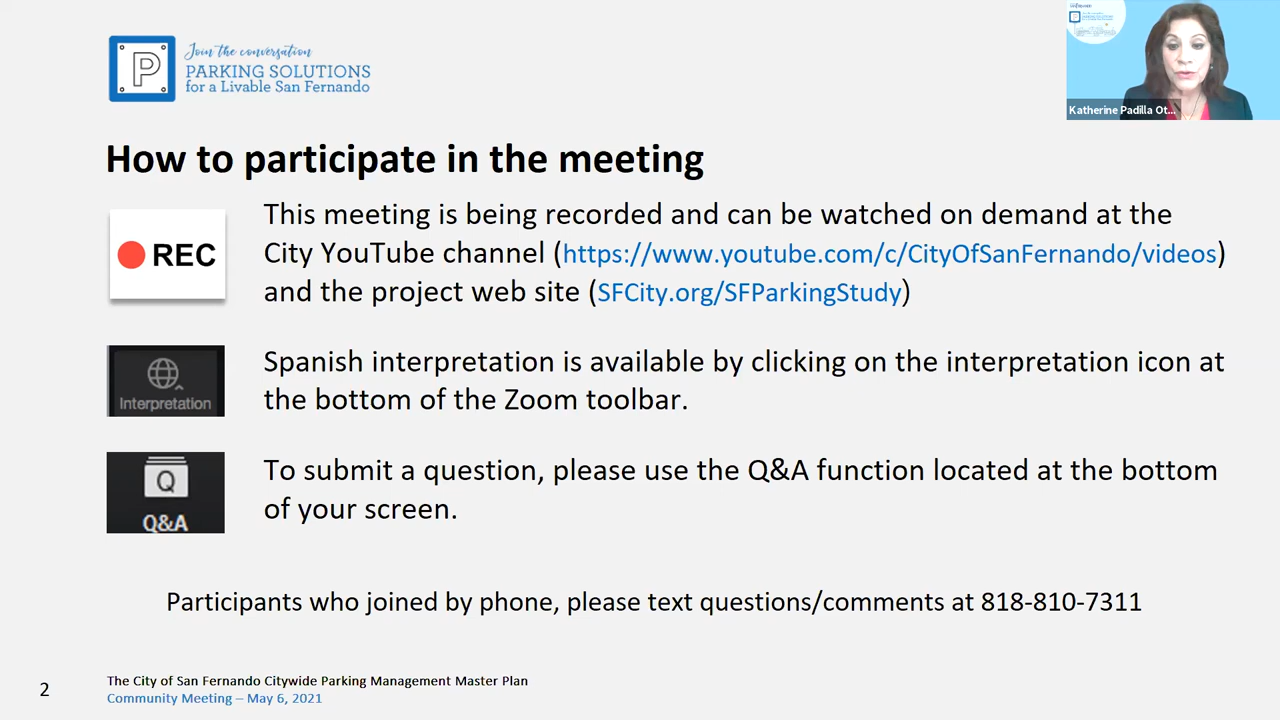 Join the conversation
PARKING SOLUTIONS
for a Livable San Fernando
P
Katherine Padilla Ot...
How to participate in the meeting
REC
This meeting is being recorded and can be watched on demand at the
City YouTube channel (https://www.youtube.com/c/CityOfSanFernando/videos)
and the project web site (SFCity.org/SFParkingStudy)
Interpretation
Spanish interpretation is available by clicking on the interpretation icon at
the bottom of the Zoom toolbar.
Q
Q&A
To submit a question, please use the Q&A function located at the bottom
of your screen.
Participants who joined by phone, please text questions/comments at 818-810-7311
2
The City of San Fernando Citywide Parking Management Master Plan
Community Meeting – May 6, 2021